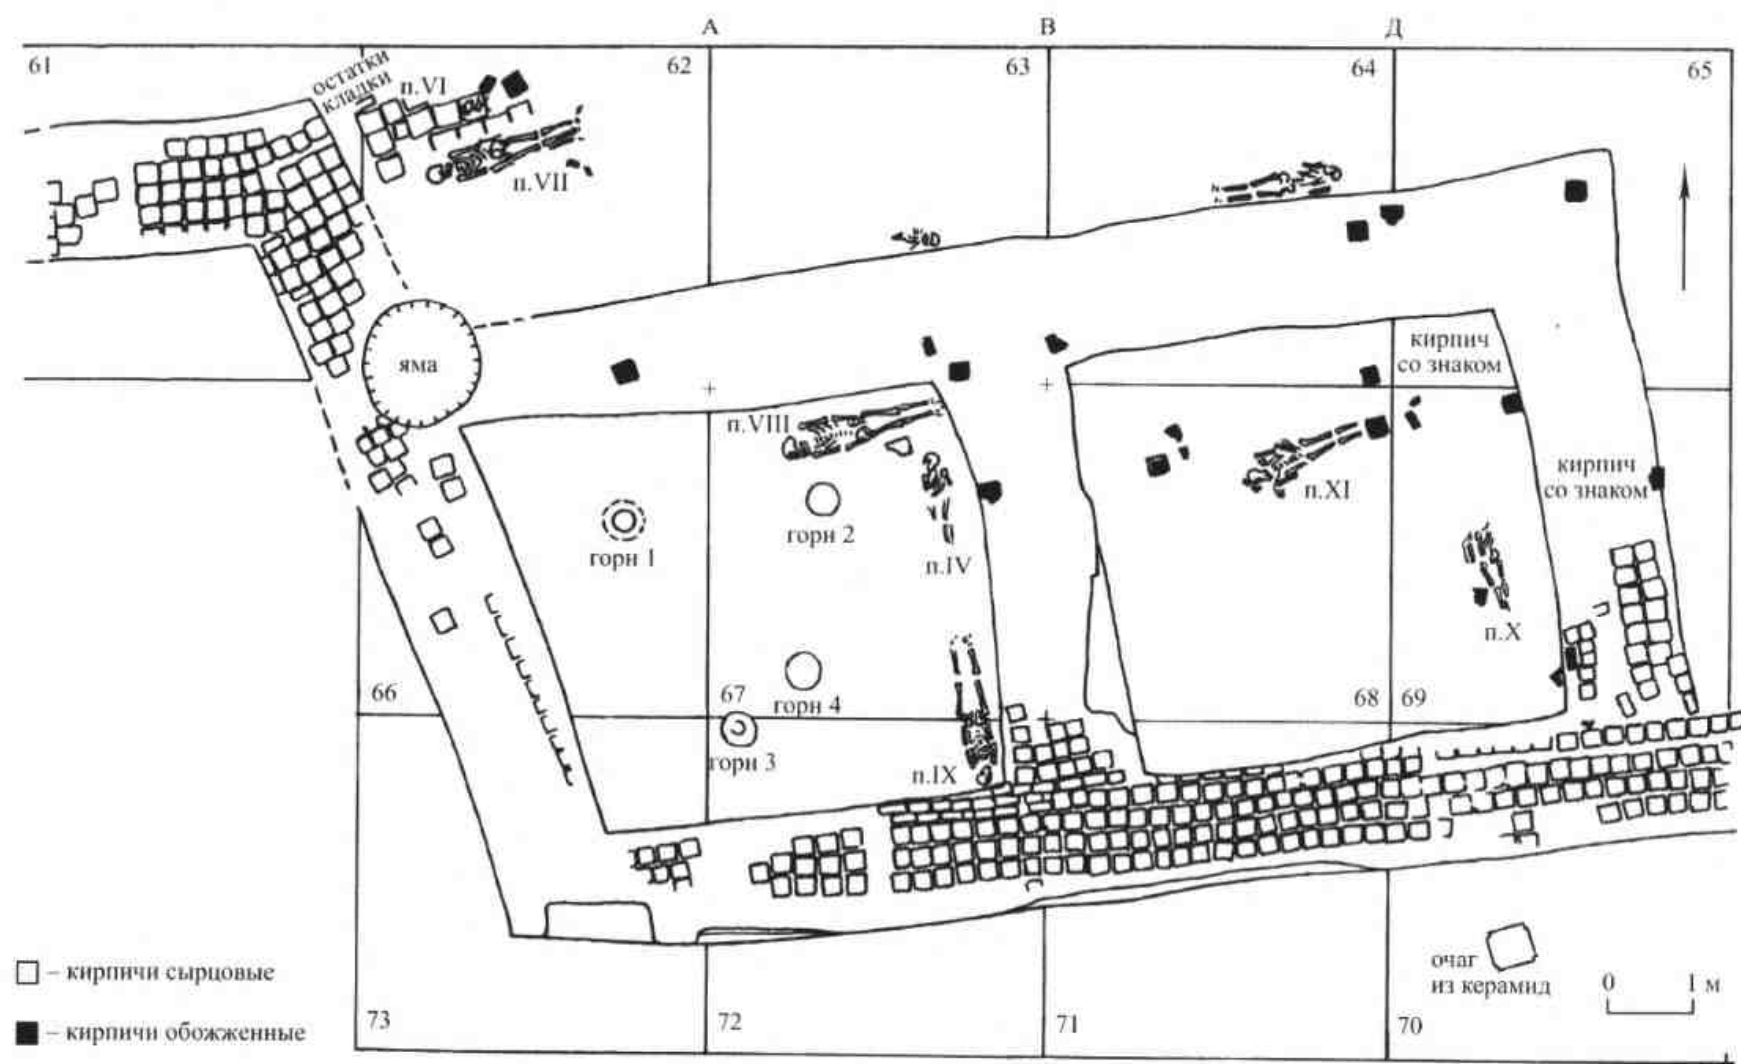 А В Д
61 62 63 64 65
остатки
кладки
п.VI
п.VII
яма
кирпич
со знаком
п.VIII
кирпич
со знаком
п.XI
горн 1
горн 2
п.IV
п.X
66 67 68 69
горн 4
горн 3
п.IX
очаг
из керамид
0 1 м
– кирпичи сырцовые
– кирпичи обожженные
73 72 71 70